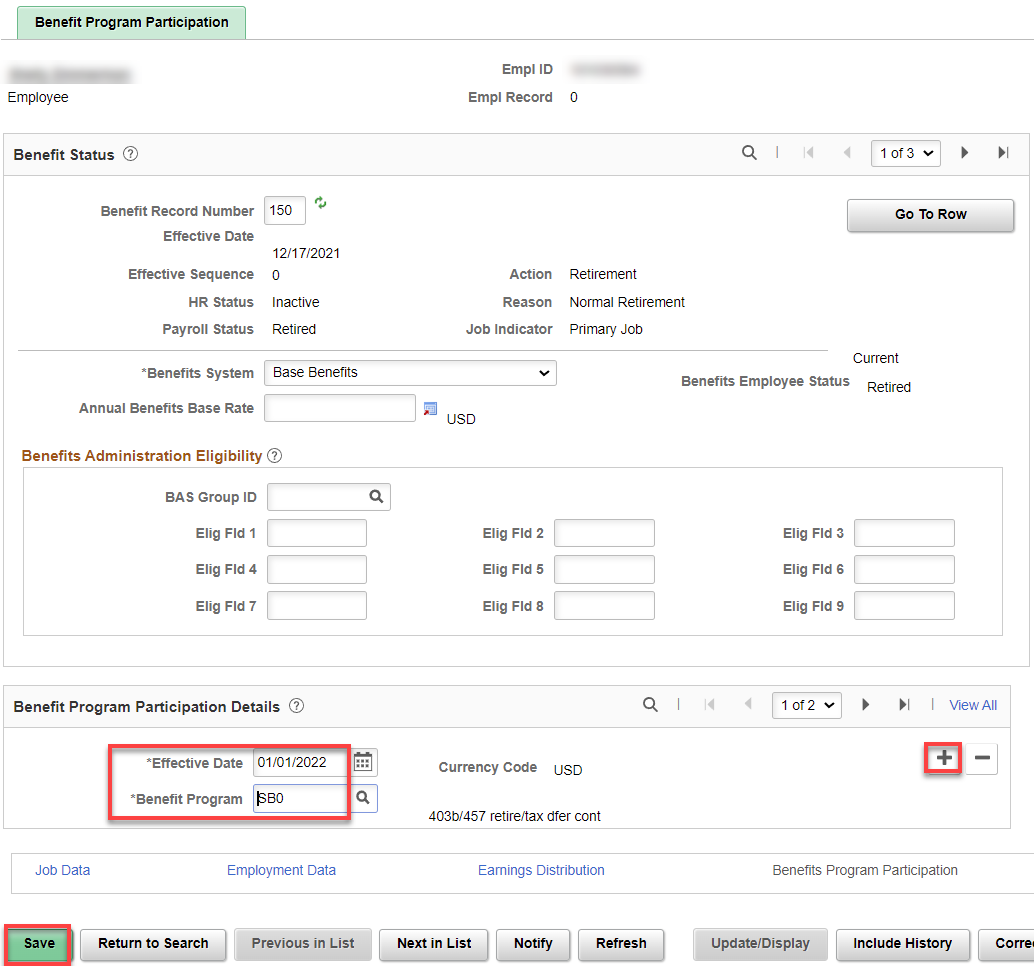 Benefit Program Participation
Empl ID
Employee
Empl Record 0
Benefit Status ? | 1 of 3
Benefit Record Number 150
Go To Row
Effective Date
12/17/2021
Effective Sequence 0 Action Retirement
HR Status Inactive Reason Normal Retirement
Payroll Status Retired Job Indicator Primary Job
Current
*Benefits System Base Benefits
Benefits Employee Status Retired
Annual Benefits Base Rate USD
Benefits Administration Eligibility ?
BAS Group ID
Elig Fld 1 Elig Fld 2 Elig Fld 3
Elig Fld 4 Elig Fld 5 Elig Fld 6
Elig Fld 7 Elig Fld 8 Elig Fld 9
Benefit Program Participation Details ? | 1 of 2 | View All
*Effective Date 01/01/2022 Currency Code USD
*Benefit Program SB0
403b/457 retire/tax dfer cont
Job Data Employment Data Earnings Distribution Benefits Program Participation
Save Return to Search Previous in List Next in List Notify Refresh Update/Display Include History Corre